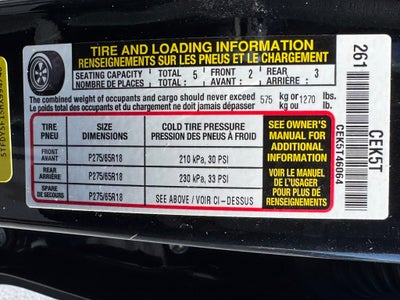 TIRE AND LOADING INFORMATION
RENSEIGNEMENTS SUR LES PNEUS ET LE CHARGEMENT
SEATING CAPACITY TOTAL 5 FRONT 2 REAR 3
NOMBRE DE PLACES TOTAL AVANT ARRIÈRE
The combined weight of occupants and cargo should never exceed 575 kg or 1270 lbs.
Le poids total des occupants et du chargement ne doit jamais dépasser kg ou lb.
TIRE SIZE COLD TIRE PRESSURE
PNEU DIMENSIONS PRESSION DES PNEUS À FROID
FRONT
AVANT P275/65R18 210 kPa, 30 PSI
REAR
ARRIÈRE P275/65R18 230 kPa, 33 PSI
SPARE
DE SECOURS P275/65R18 SEE ABOVE / VOIR CI-DESSUS
SEE OWNER'S
MANUAL FOR
ADDITIONAL
INFORMATION
VOIR LE MANUEL
DE L'USAGER
POUR PLUS DE
RENSEIGNEMENTS
261
CEK5T
CEK5T46064